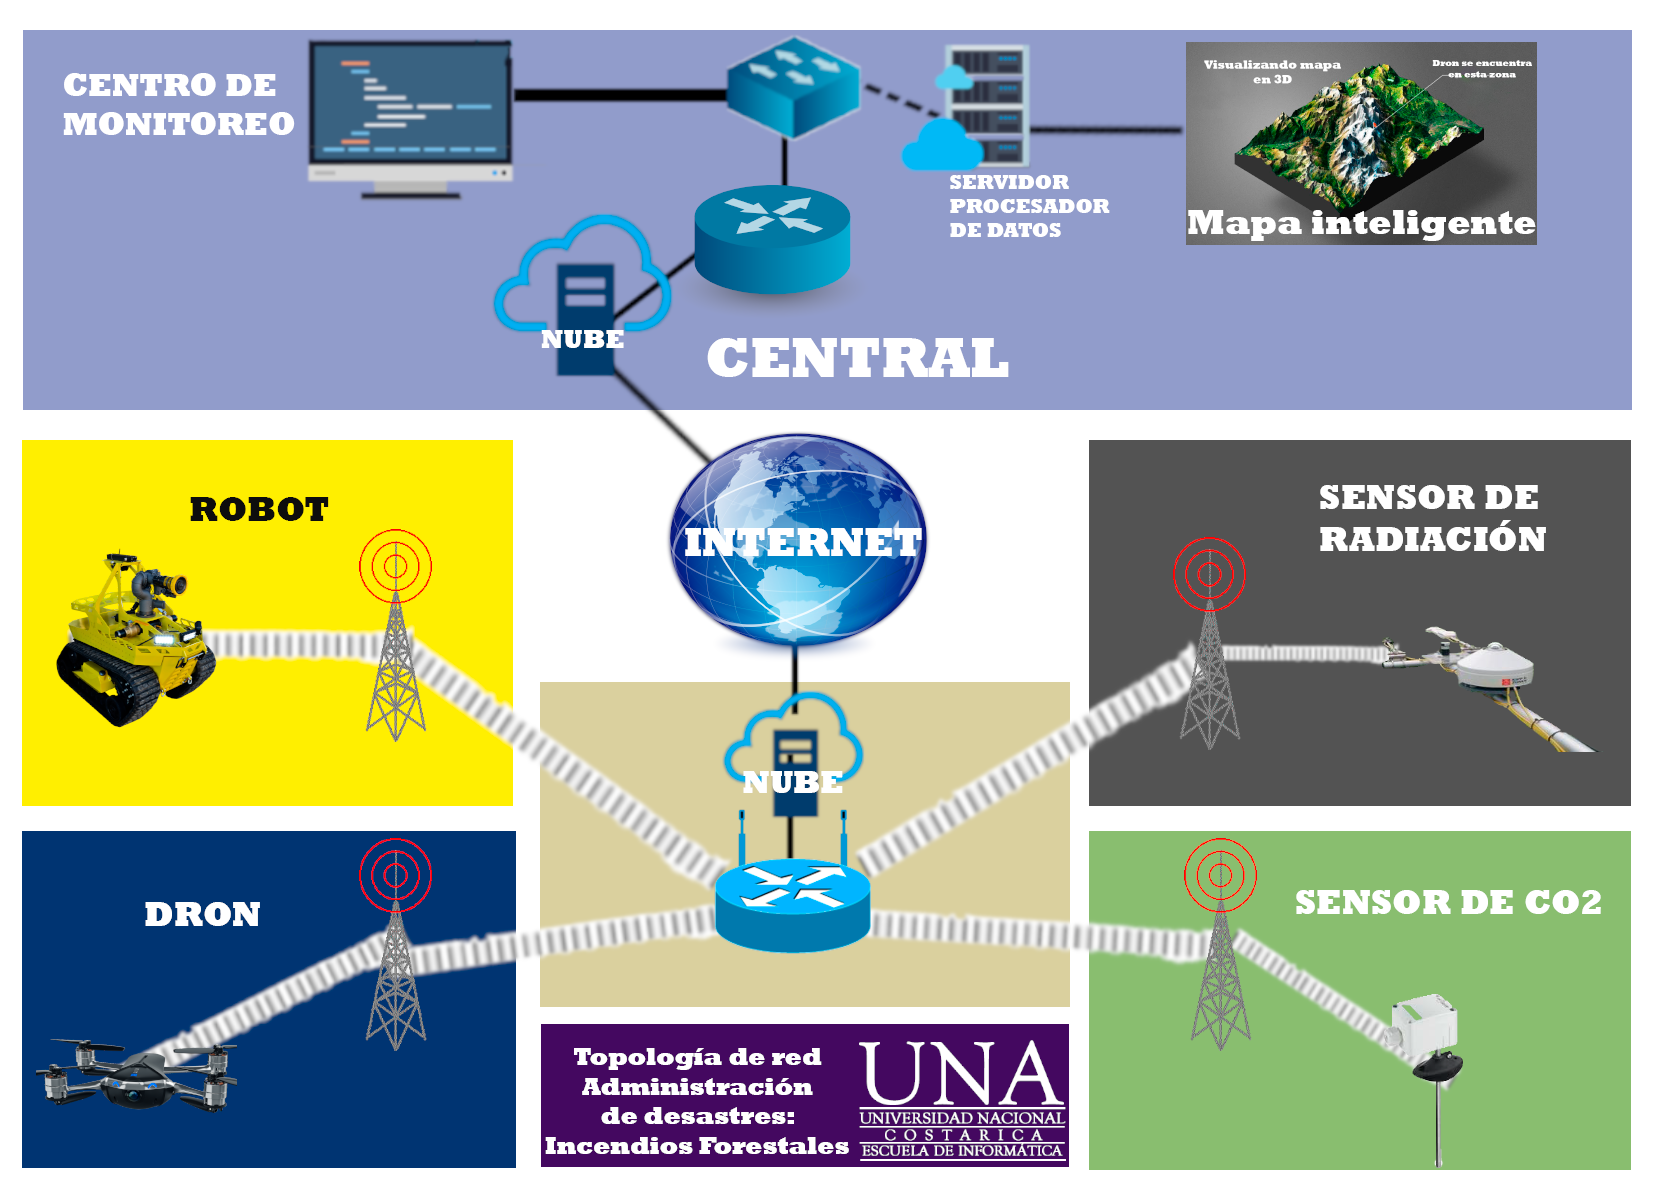 CENTRO DE
MONITOREO
SERVIDOR
PROCESADOR
DE DATOS
Visualizando mapa
en 3D
Dron se encuentra
en esta zona
Mapa inteligente
NUBE
CENTRAL
ROBOT
INTERNET
SENSOR DE
RADIACIÓN
NUBE
DRON
SENSOR DE CO2
Topología de red
Administración
de desastres:
Incendios Forestales
UNA
UNIVERSIDAD NACIONAL
COSTARICA
ESCUELA DE INFORMÁTICA